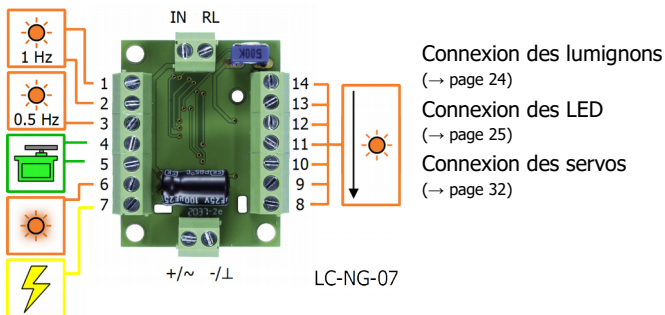 IN RL
1 Hz
0.5 Hz
1
2
3
4
5
6
7
500K
14
13
12
11
10
9
8
+/~ -/⊥
LC-NG-07
Connexion des lumignons
(→ page 24)
Connexion des LED
(→ page 25)
Connexion des servos
(→ page 32)